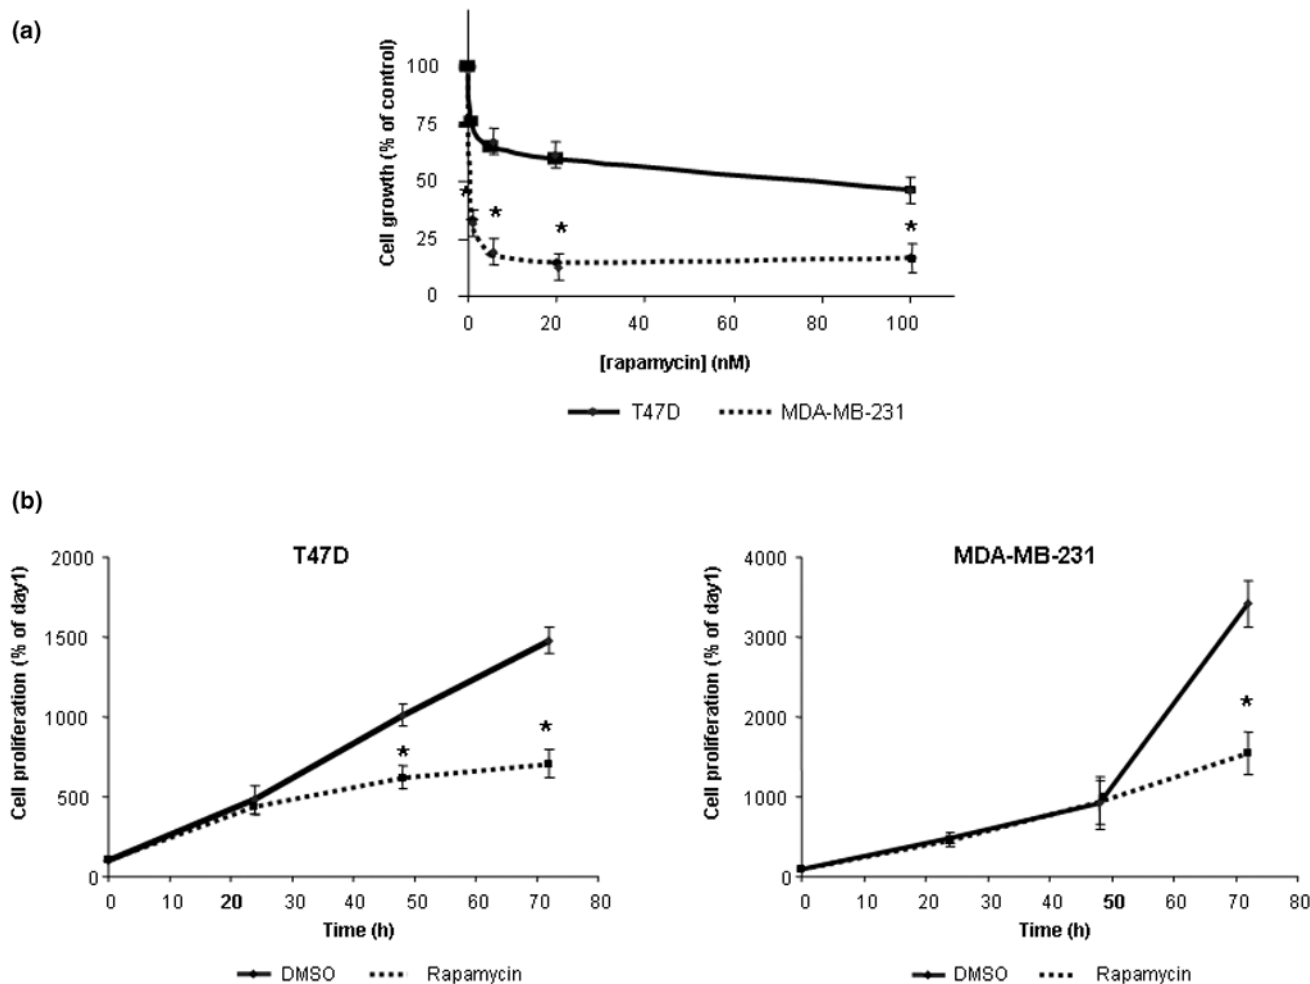 (a)
Cell growth (% of control)
100
75
50
25
0
*
*
*
*
0 20 40 60 80 100
[rapamycin] (nM)
T47D MDA-MB-231
(b)
T47D
Cell proliferation (% of day1)
2000
1500
1000
500
0
*
*
0 10 20 30 40 50 60 70 80
Time (h)
DMSO Rapamycin
MDA-MB-231
Cell proliferation (% of day1)
4000
3000
2000
1000
0
*
0 10 20 30 40 50 60 70 80
Time (h)
DMSO Rapamycin